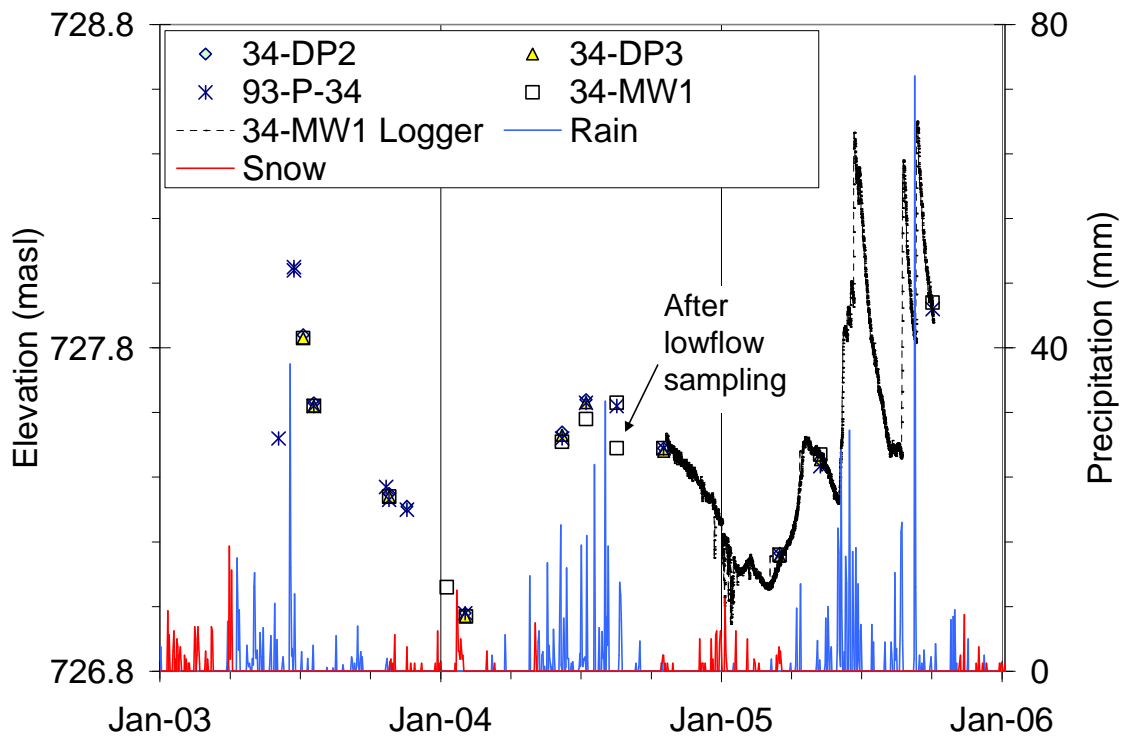 728.8
80
34-DP2
34-DP3
93-P-34
34-MW1
34-MW1 Logger
Rain
Snow
Elevation (masl)
Precipitation (mm)
After
lowflow
sampling
727.8
40
726.8
0
Jan-03
Jan-04
Jan-05
Jan-06